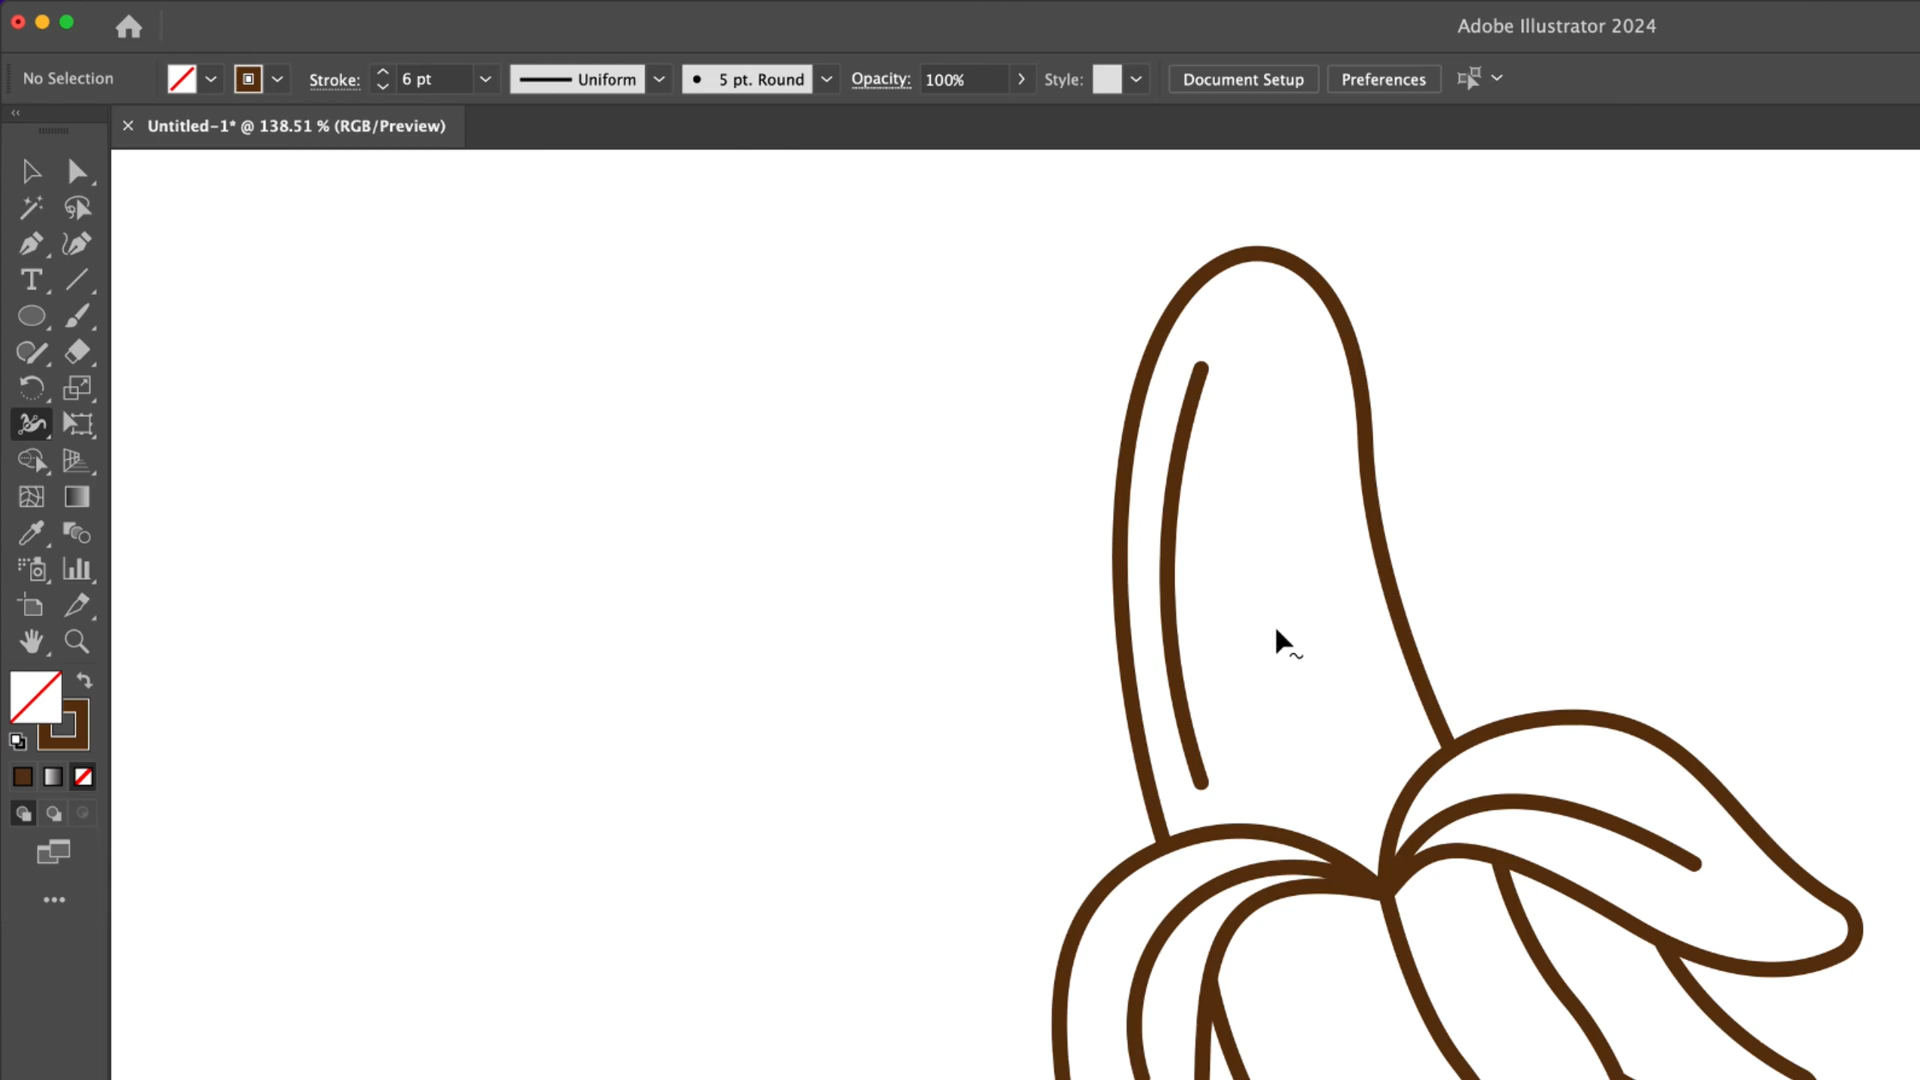 Adobe Illustrator 2024
No Selection
Stroke: 6 pt Uniform 5 pt. Round Opacity: 100% Style: Document Setup Preferences
Untitled-1* @ 138.51 % (RGB/Preview)